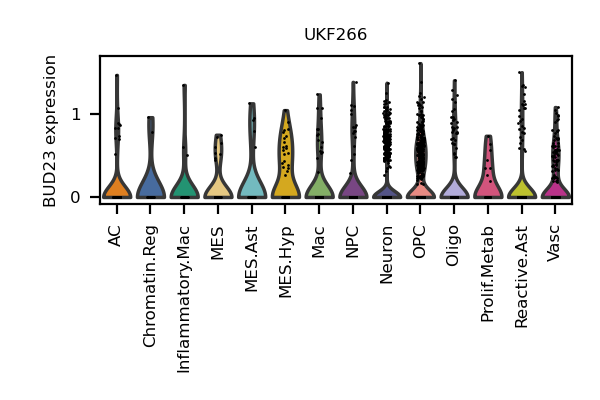 UKF266
BUD23 expression
1
0
AC
Chromatin.Reg
Inflammatory.Mac
MES
MES.Ast
MES.Hyp
Mac
NPC
Neuron
OPC
Oligo
Prolif.Metab
Reactive.Ast
Vasc